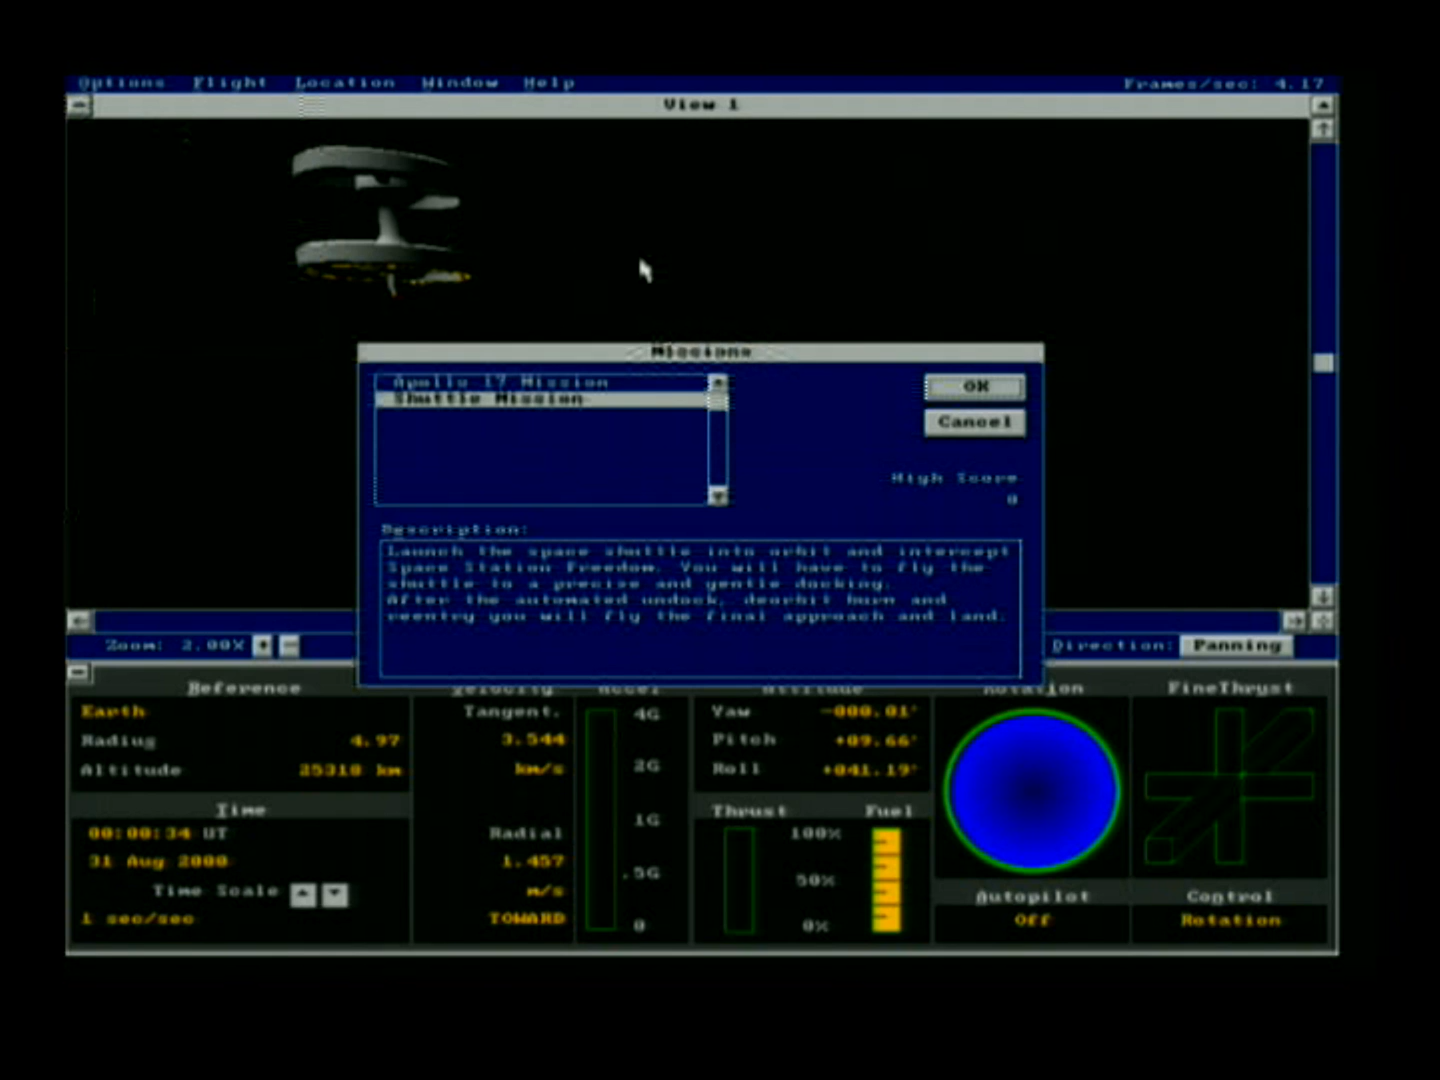 Options Flight Location Window Help Frames/sec: 4.17
View 1
Missions
Apollo 17 Mission
Shuttle Mission
OK
Cancel
High Score
0
Description:
Launch the space shuttle into orbit and intercept
Space Station Freedom. You will have to fly the
shuttle to a precise and gentle docking.
After the automated undock, deorbit burn and
reentry you will fly the final approach and land.
Zoom: 2.00X + - Direction: Panning
Reference Velocity Accel Attitude Rotation FineThrust
Earth
Radius 4.97
Altitude 25318 km
Time
00:00:34 UT
31 Aug 2000
Time Scale
1 sec/sec
Tangent.
3.544
km/s
Radial
1.457
m/s
TOWARD
4G
2G
1G
.5G
0
Yaw -000.01°
Pitch +09.66°
Roll +041.19°
Thrust Fuel
100%
50%
0%
Autopilot
Off
Control
Rotation